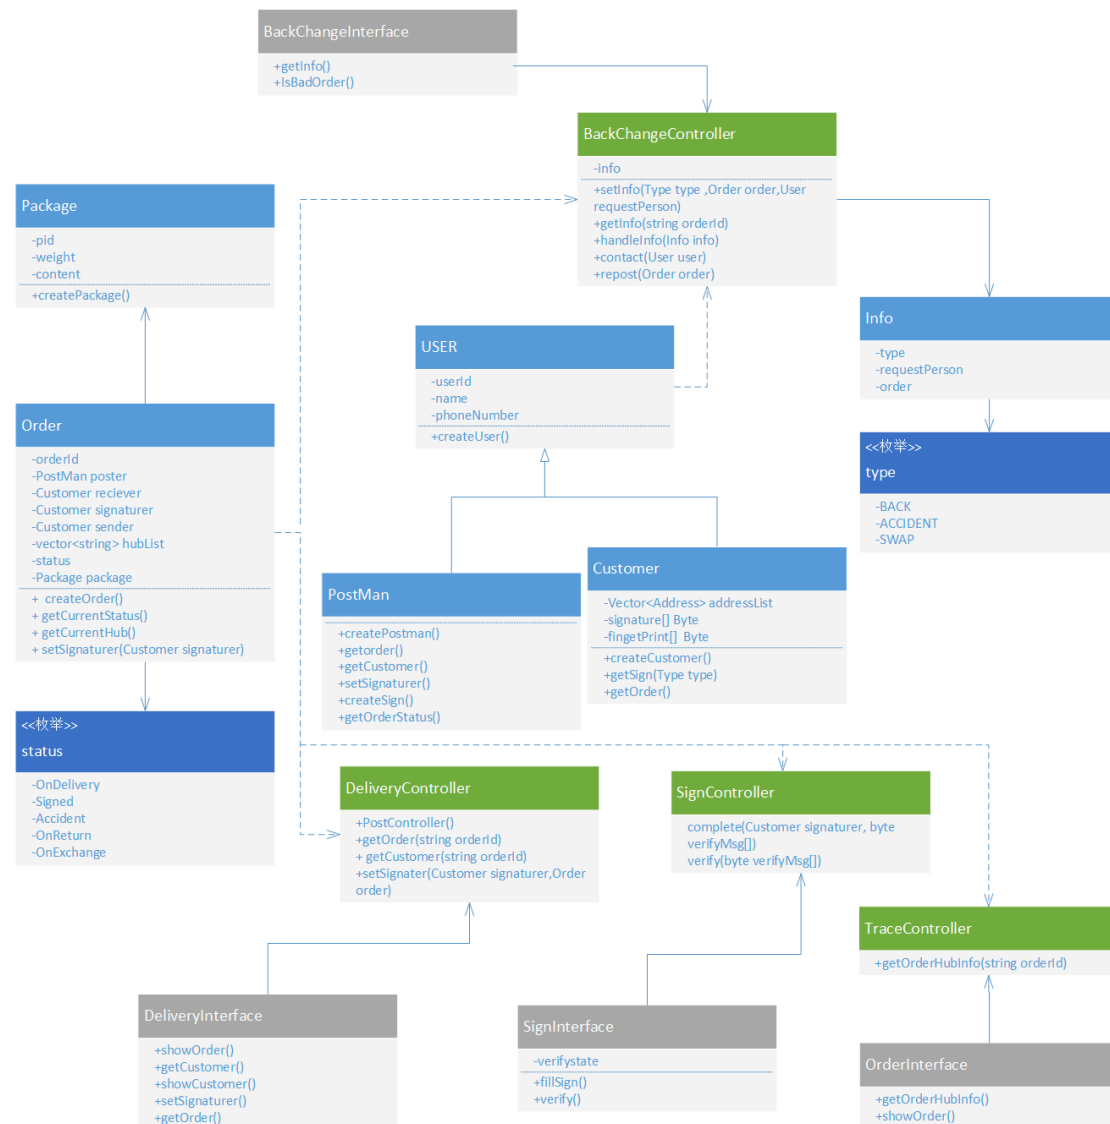 BackChangeInterface
+getInfo()
+IsBadOrder()
BackChangeController
-info
+setInfo(Type type ,Order order,User
requestPerson)
+getInfo(string orderId)
+handleInfo(Info info)
+contact(User user)
+repost(Order order)
Package
-pid
-weight
-content
+createPackage()
Info
-type
-requestPerson
-order
USER
-userId
-name
-phoneNumber
+createUser()
Order
-orderId
-PostMan poster
-Customer reciever
-Customer signaturer
-Customer sender
-vector<string> hubList
-status
-Package package
+ createOrder()
+ getCurrentStatus()
+ getCurrentHub()
+ setSignaturer(Customer signaturer)
<<枚举>>
type
-BACK
-ACCIDENT
-SWAP
PostMan
+createPostman()
+getorder()
+getCustomer()
+setSignaturer()
+createSign()
+getOrderStatus()
Customer
-Vector<Address> addressList
-signature[] Byte
-fingetPrint[] Byte
+createCustomer()
+getSign(Type type)
+getOrder()
<<枚举>>
status
-OnDelivery
-Signed
-Accident
-OnReturn
-OnExchange
DeliveryController
+PostController()
+getOrder(string orderId)
+ getCustomer(string orderId)
+setSignater(Customer signaturer,Order
order)
SignController
complete(Customer signaturer, byte
verifyMsg[])
verify(byte verifyMsg[])
TraceController
+getOrderHubInfo(string orderId)
DeliveryInterface
+showOrder()
+getCustomer()
+showCustomer()
+setSignaturer()
+getOrder()
SignInterface
-verifystate
+fillSign()
+verify()
OrderInterface
+getOrderHubInfo()
+showOrder()